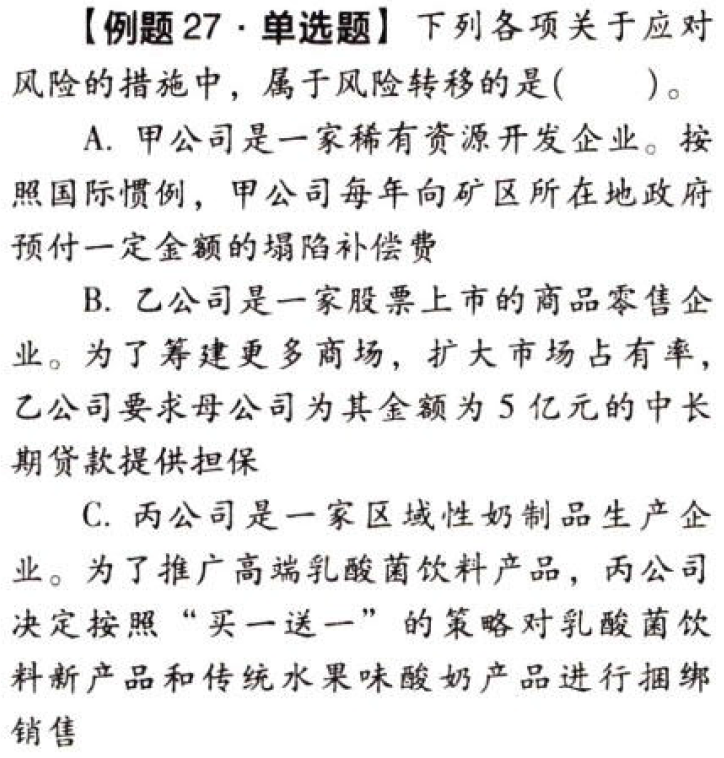 【例题27·单选题】下列各项关于应对
风险的措施中，属于风险转移的是(　　)。
A. 甲公司是一家稀有资源开发企业。按
照国际惯例，甲公司每年向矿区所在地政府
预付一定金额的塌陷补偿费
B. 乙公司是一家股票上市的商品零售企
业。为了筹建更多商场，扩大市场占有率，
乙公司要求母公司为其金额为5亿元的中长
期贷款提供担保
C. 丙公司是一家区域性奶制品生产企
业。为了推广高端乳酸菌饮料产品，丙公司
决定按照“买一送一”的策略对乳酸菌饮
料新产品和传统水果味酸奶产品进行捆绑
销售